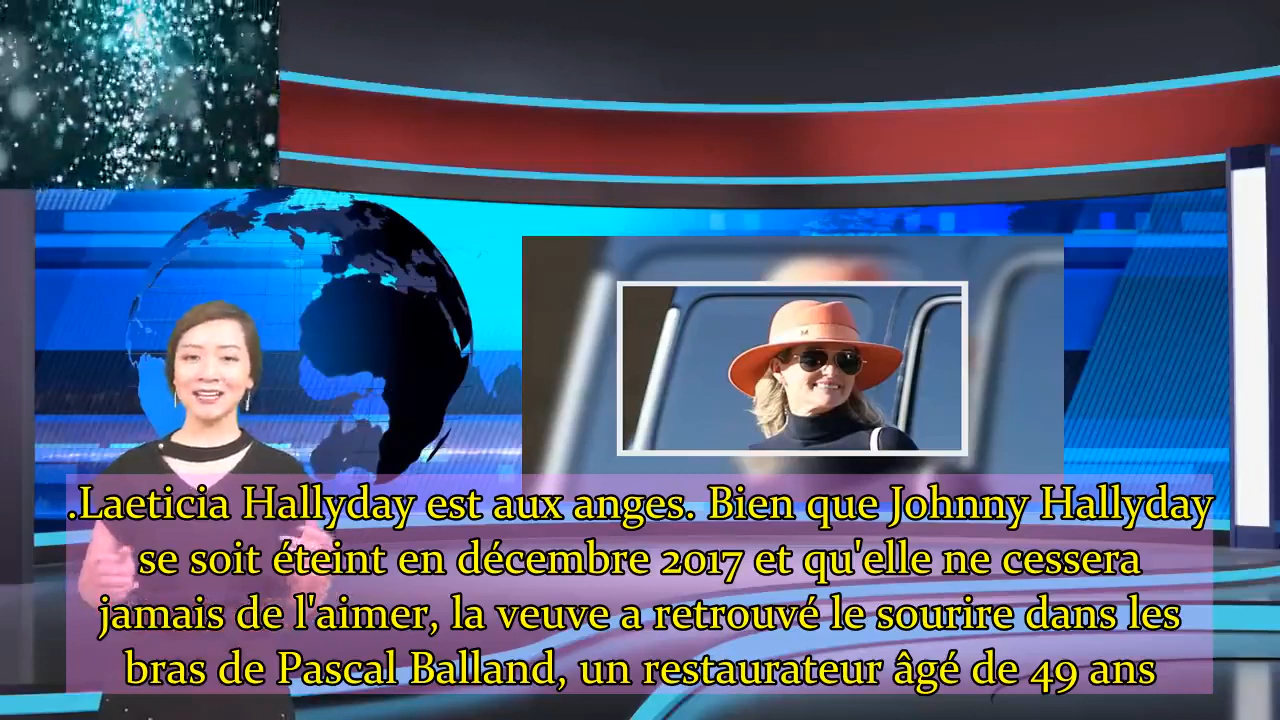 .Laeticia Hallyday est aux anges. Bien que Johnny Hallyday
se soit éteint en décembre 2017 et qu'elle ne cessera
jamais de l'aimer, la veuve a retrouvé le sourire dans les
bras de Pascal Balland, un restaurateur âgé de 49 ans